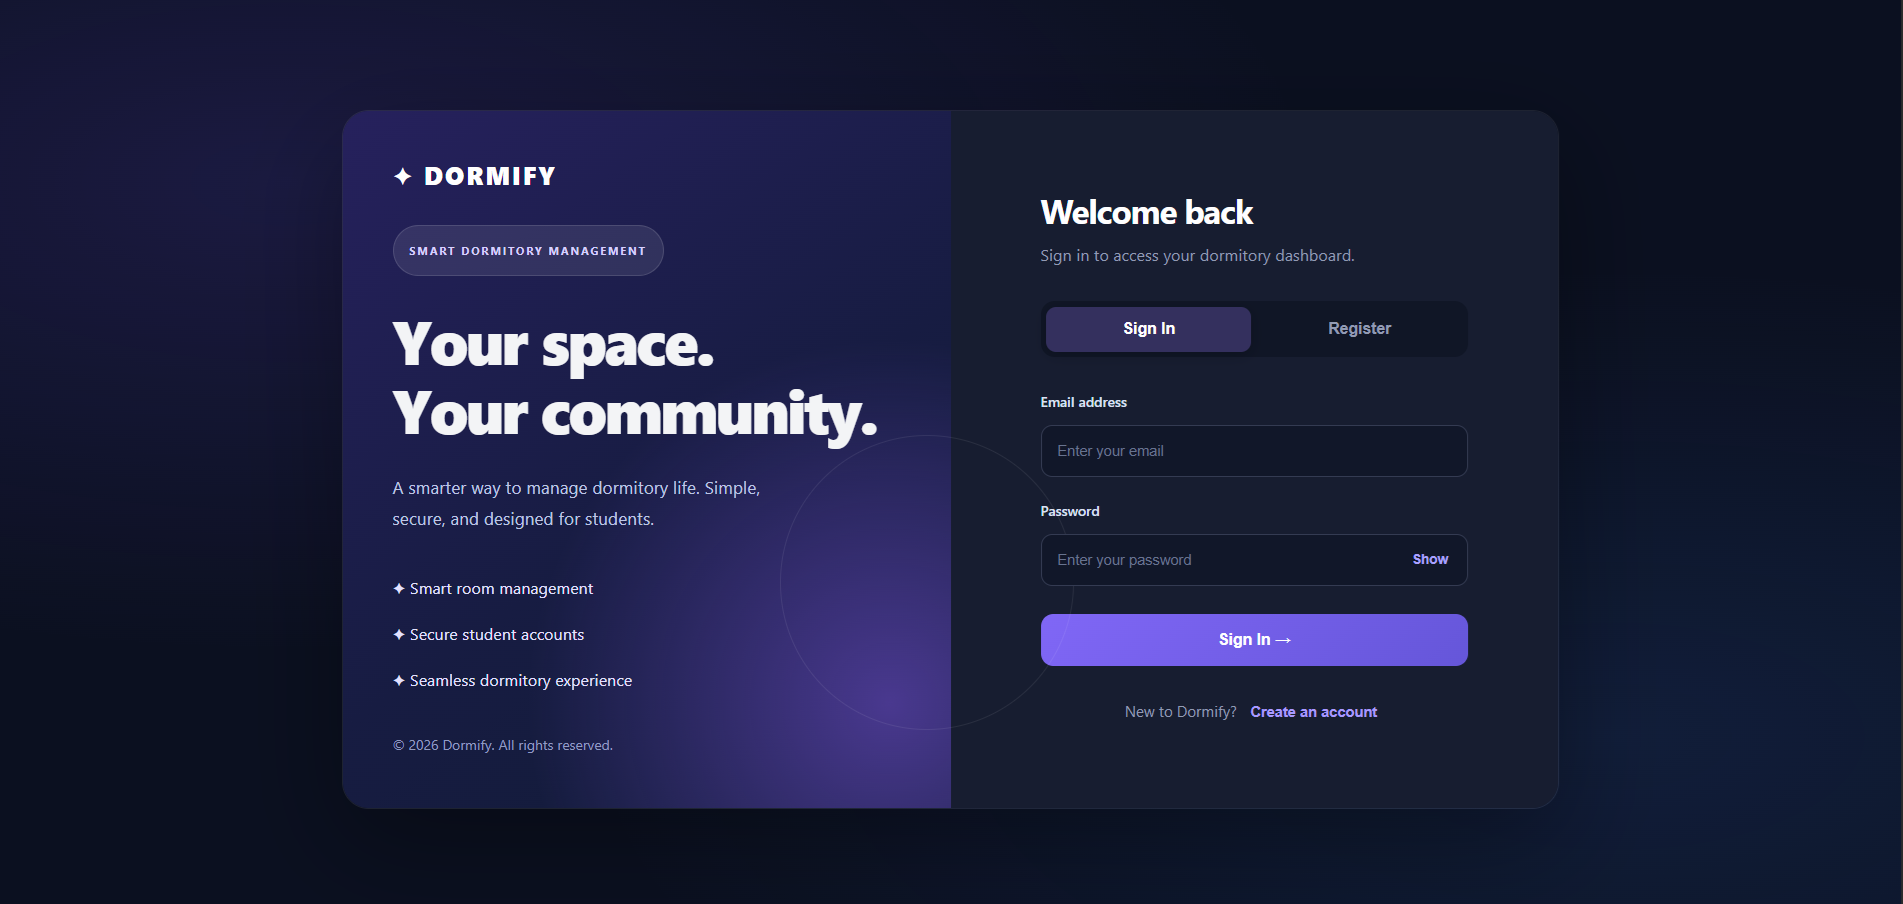 ✦ DORMIFY
SMART DORMITORY MANAGEMENT
Your space.
Your community.
A smarter way to manage dormitory life. Simple,
secure, and designed for students.
✦ Smart room management
✦ Secure student accounts
✦ Seamless dormitory experience
© 2026 Dormify. All rights reserved.
Welcome back
Sign in to access your dormitory dashboard.
Sign In Register
Email address
Enter your email
Password
Enter your password Show
Sign In →
New to Dormify? Create an account